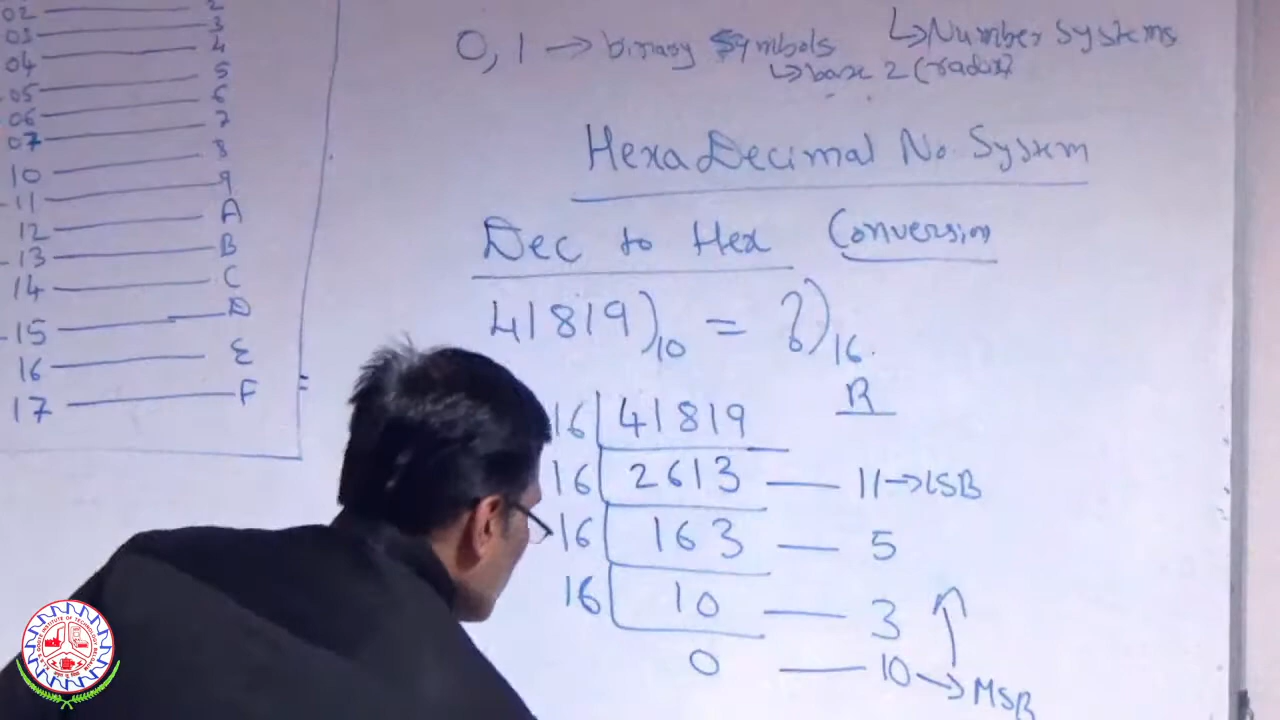 02 ——— 2
03 ——— 3
04 ——— 4
05 ——— 5
06 ——— 6
07 ——— 7
10 ——— 8
11 ——— 9
12 ——— A
13 ——— B
14 ——— C
15 ——— D
16 ——— E
17 ——— F
↳ Number Systems
0, 1 → binary Symbols
↳ base 2 (radix)
Hexa Decimal No. System
Dec to Hex Conversion
41819)10 = ?)16.
R
16 41819
16 2613 — 11 → LSB
16 163 — 5
16 10 — 3
0 — 10 → MSB